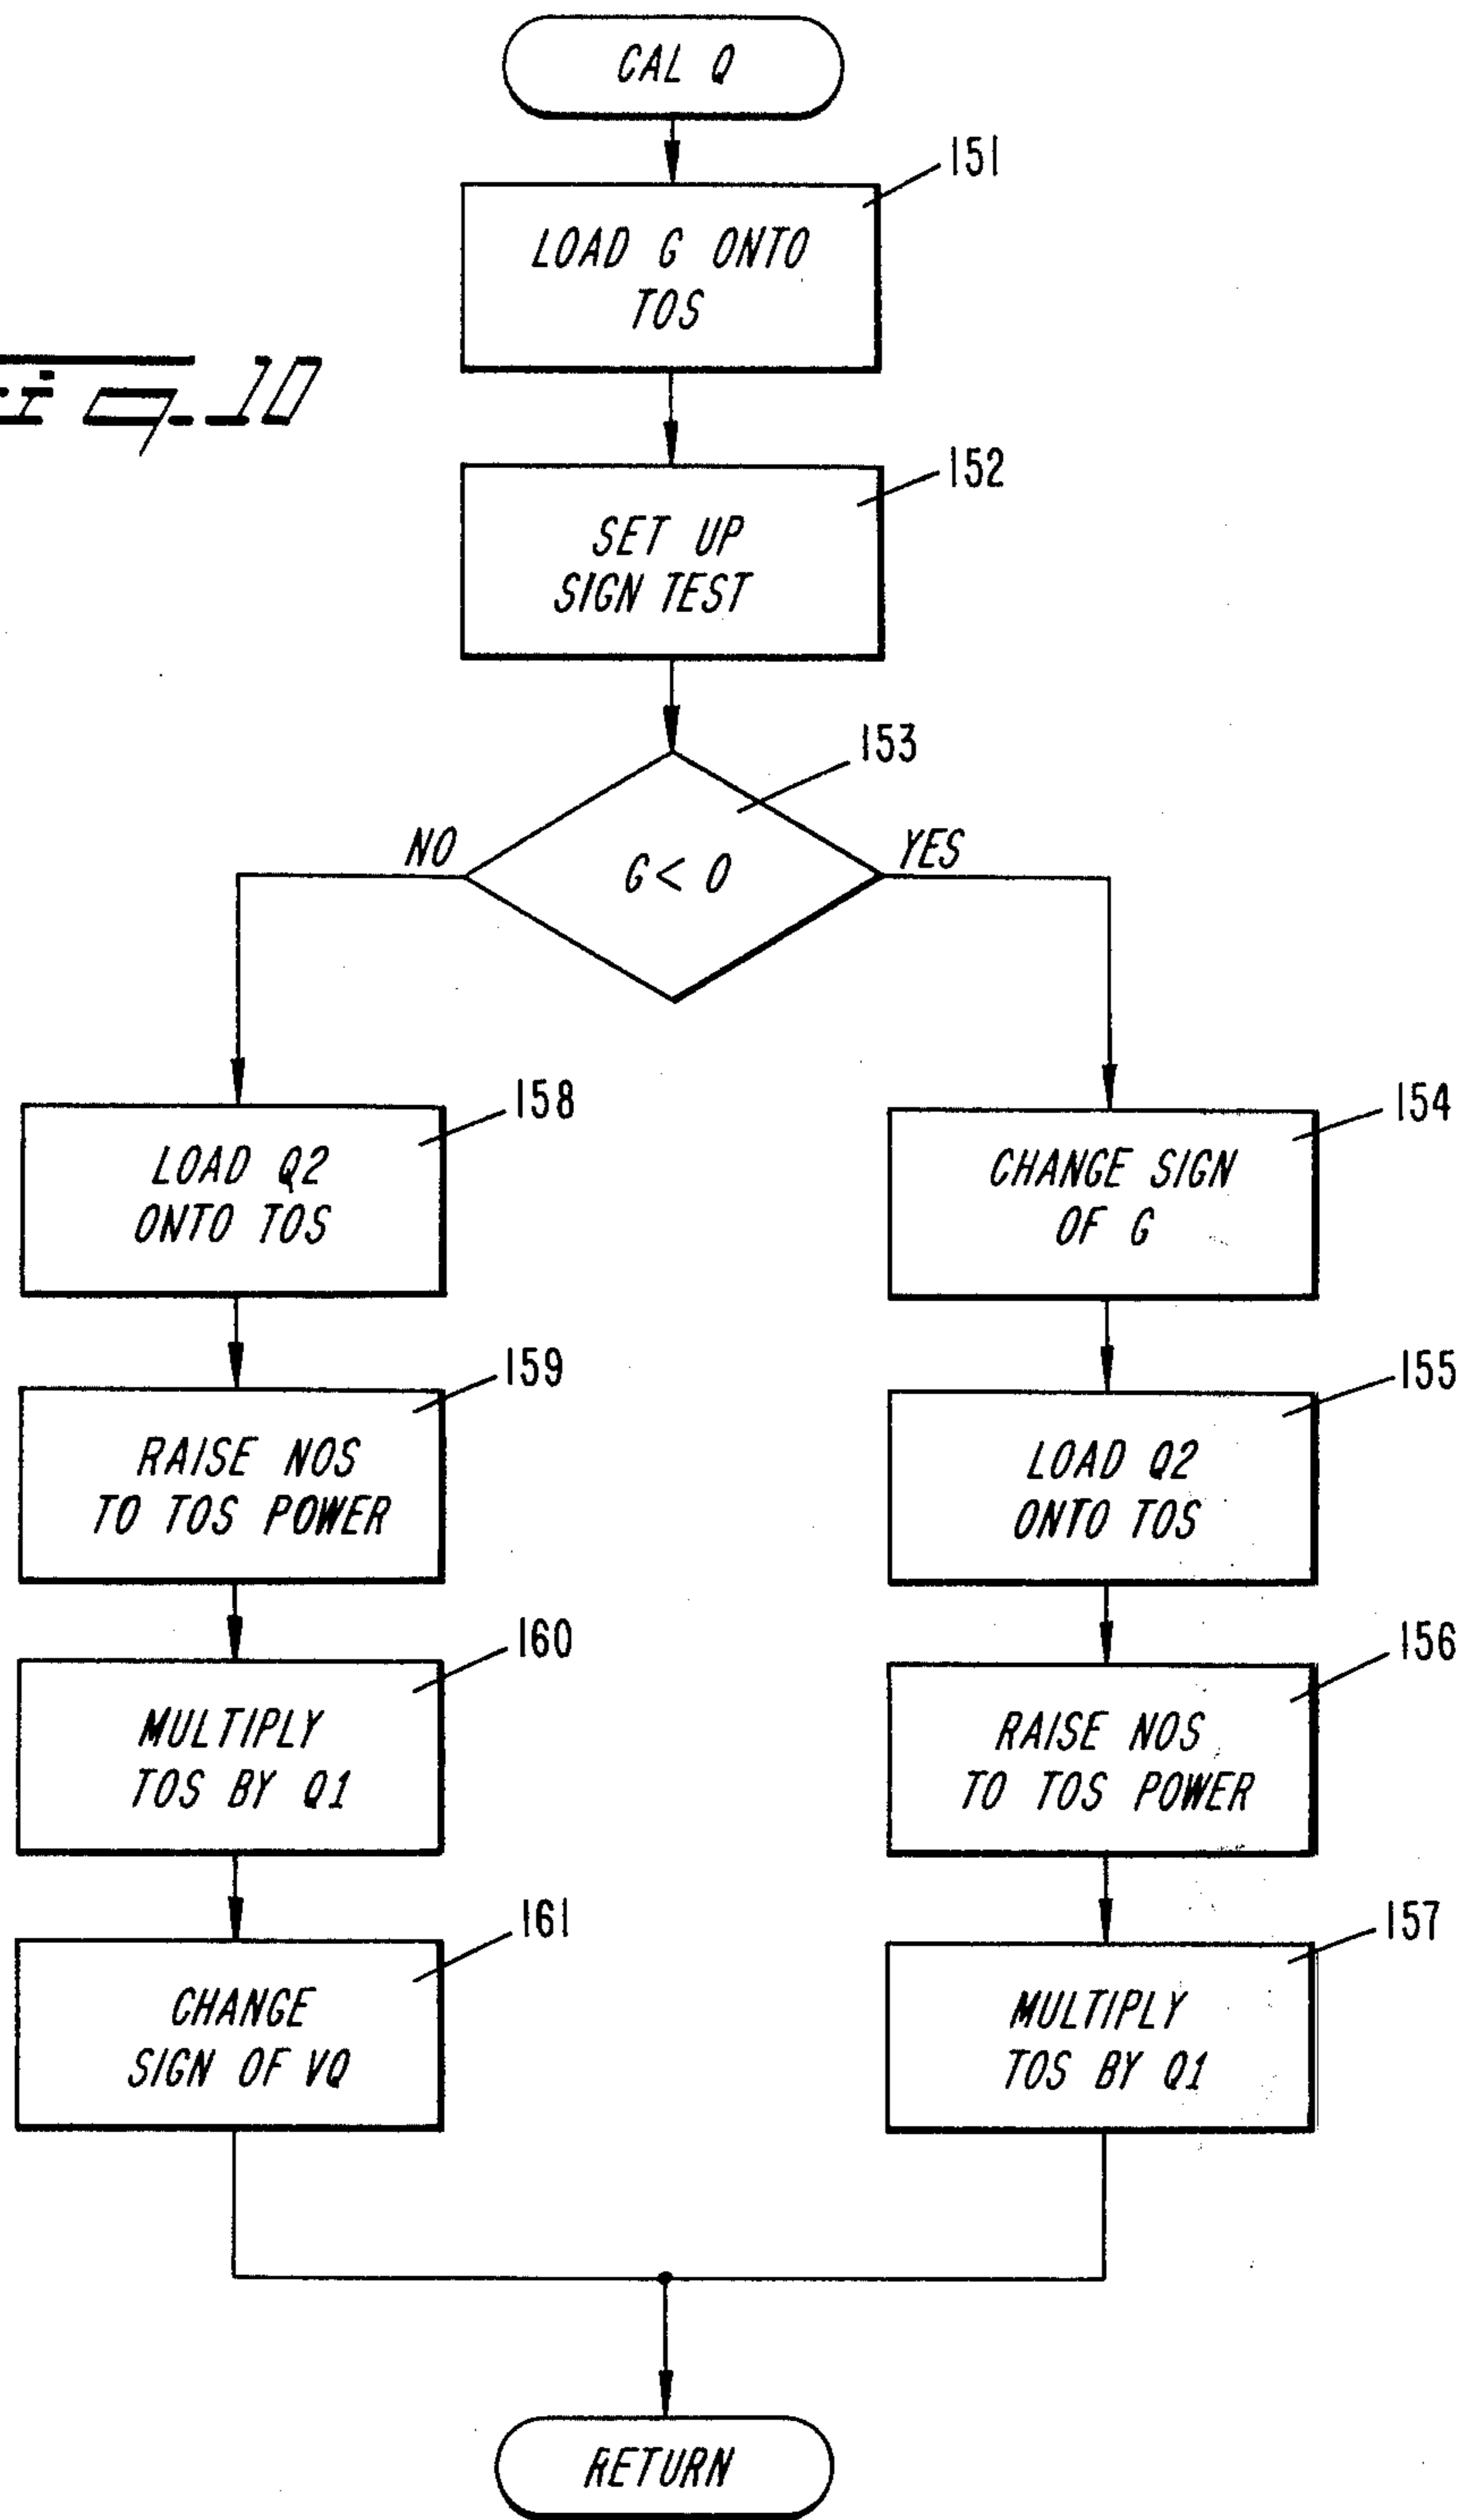 CAL Q
151
LOAD G ONTO
TOS
10
152
SET UP
SIGN TEST
153
NO
G < 0
YES
158
LOAD Q2
ONTO TOS
154
CHANGE SIGN
OF G
159
RAISE NOS
TO TOS POWER
155
LOAD Q2
ONTO TOS
160
MULTIPLY
TOS BY Q1
156
RAISE NOS
TO TOS POWER
161
CHANGE
SIGN OF VQ
157
MULTIPLY
TOS BY Q1
RETURN